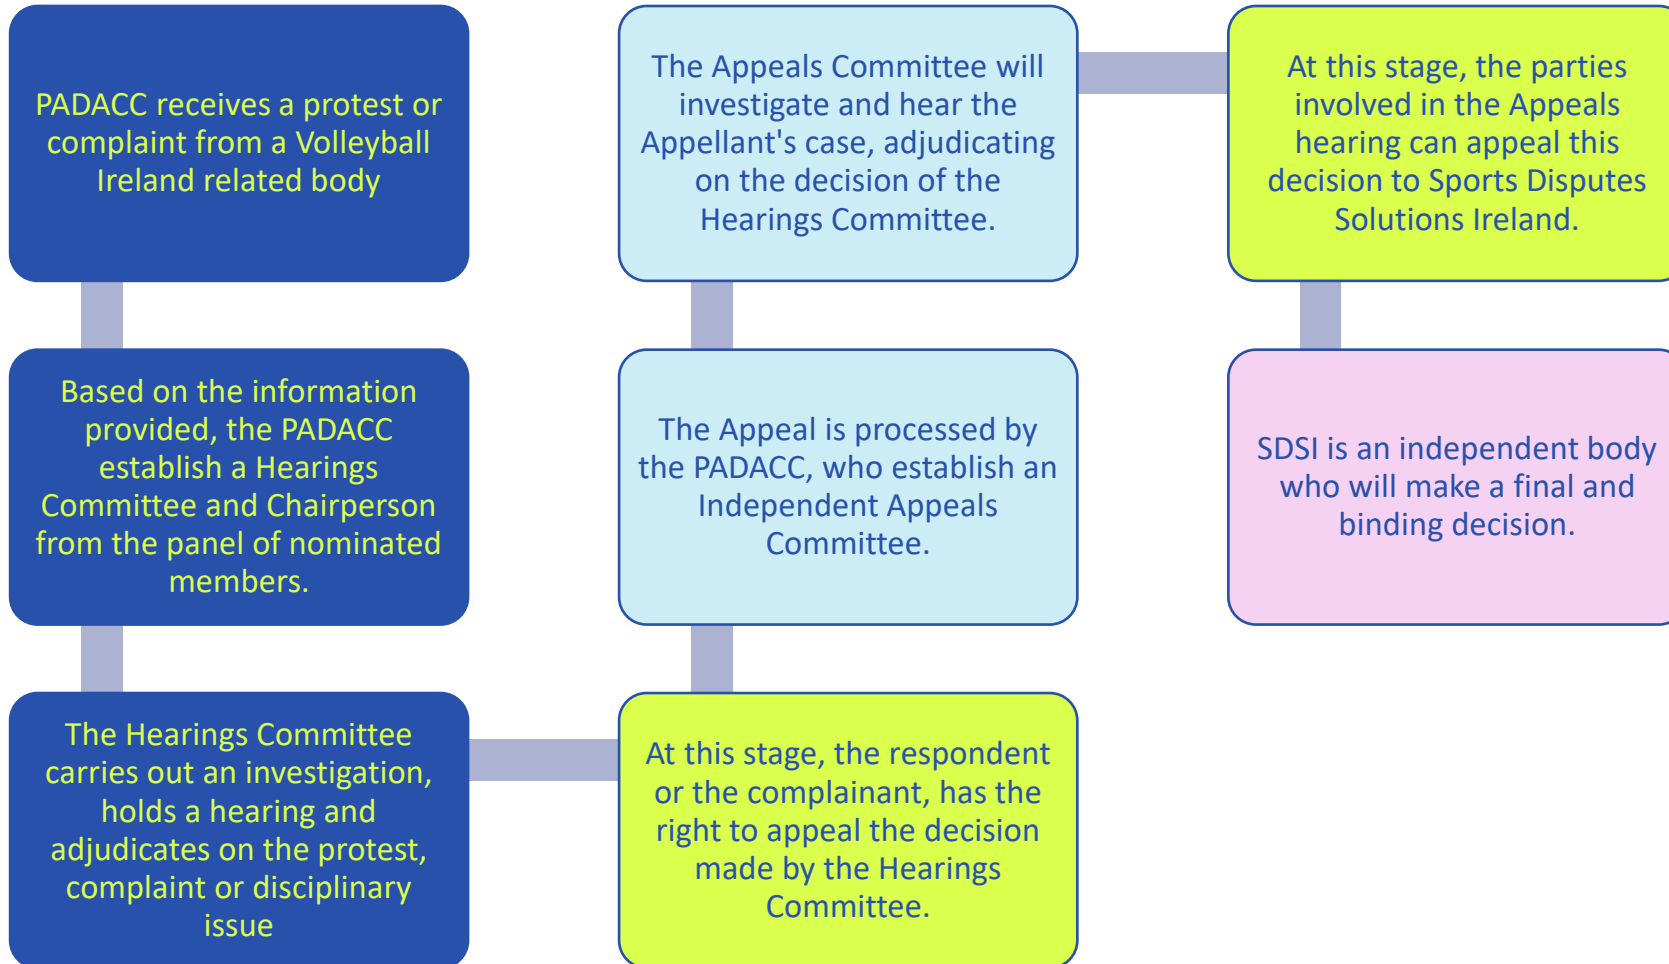 PADACC receives a protest or
complaint from a Volleyball
Ireland related body
Based on the information
provided, the PADACC
establish a Hearings
Committee and Chairperson
from the panel of nominated
members.
The Hearings Committee
carries out an investigation,
holds a hearing and
adjudicates on the protest,
complaint or disciplinary
issue
At this stage, the respondent
or the complainant, has the
right to appeal the decision
made by the Hearings
Committee.
The Appeal is processed by
the PADACC, who establish an
Independent Appeals
Committee.
The Appeals Committee will
investigate and hear the
Appellant's case, adjudicating
on the decision of the
Hearings Committee.
At this stage, the parties
involved in the Appeals
hearing can appeal this
decision to Sports Disputes
Solutions Ireland.
SDSI is an independent body
who will make a final and
binding decision.